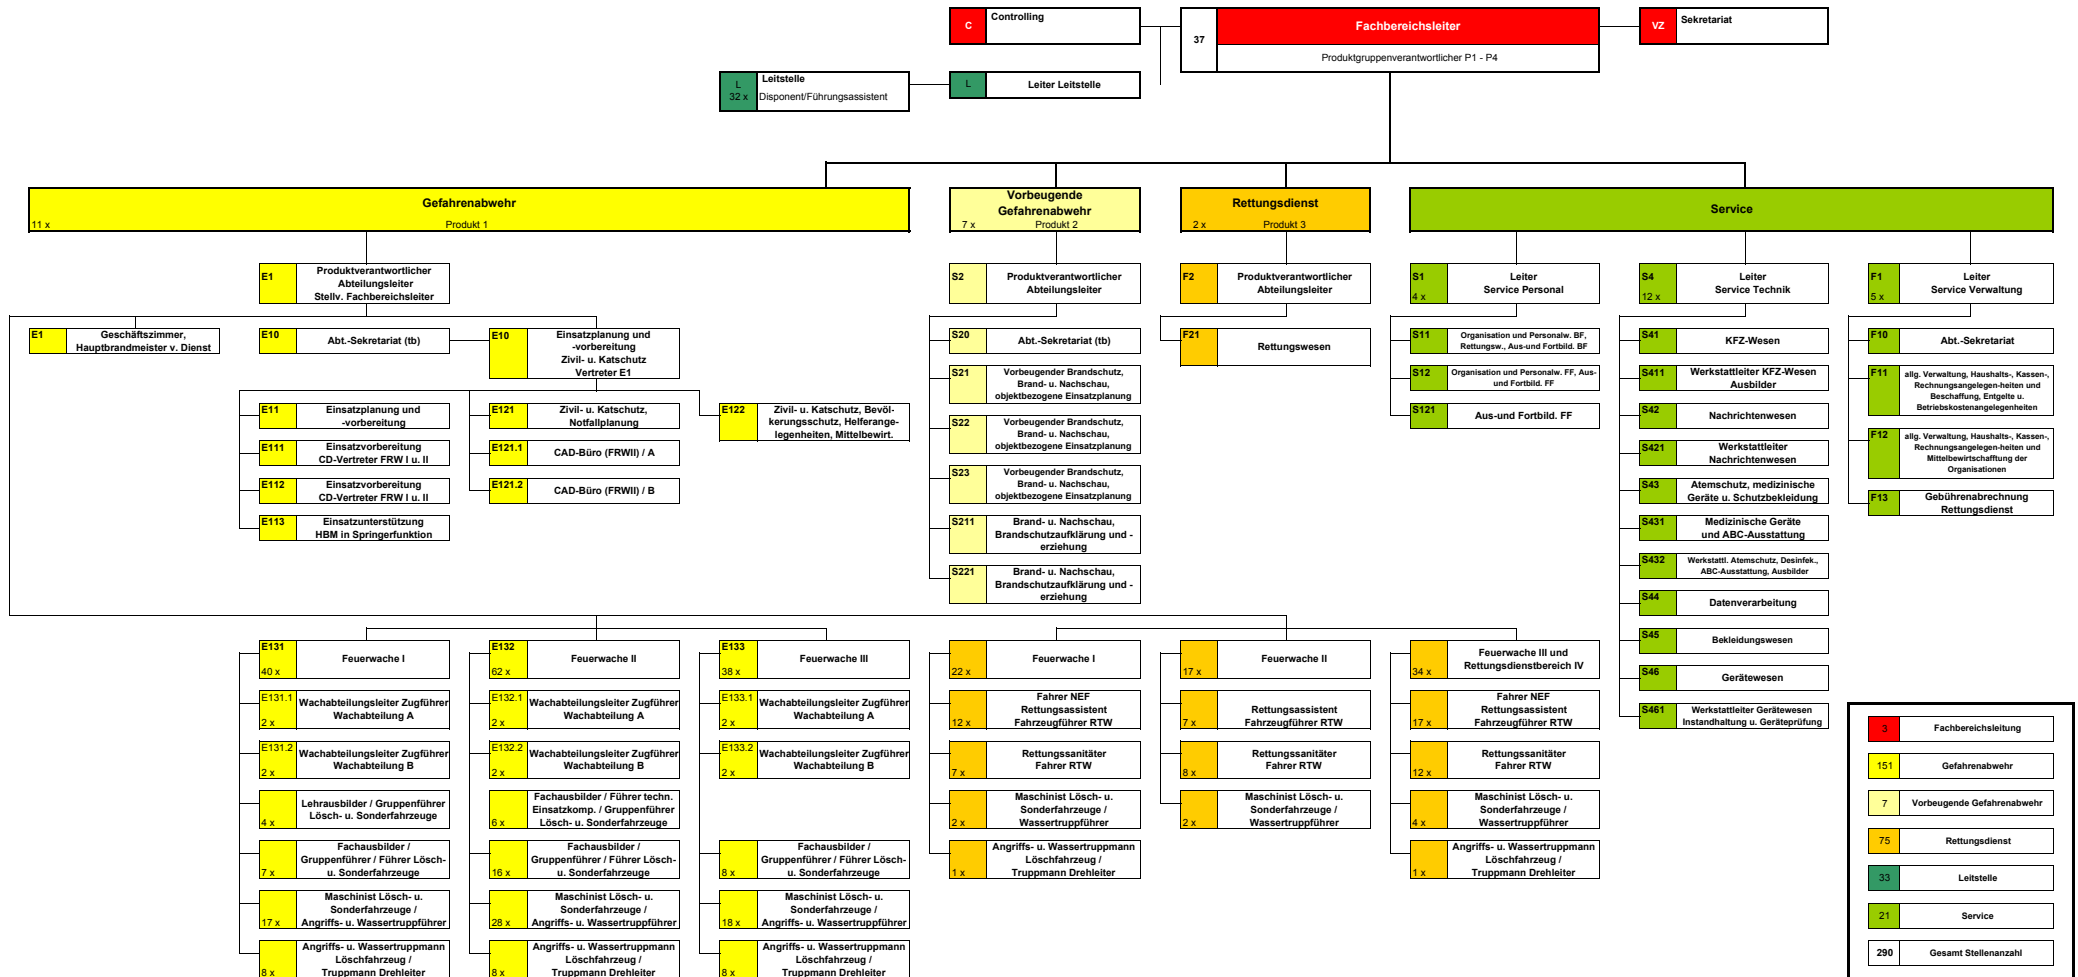 C
Controlling
37
Fachbereichsleiter
Produktgruppenverantwortlicher P1 - P4
VZ
Sekretariat
L
32 x
Leitstelle
Disponent/Führungsassistent
L
Leiter Leitstelle
Gefahrenabwehr
11 x
Produkt 1
Vorbeugende
Gefahrenabwehr
7 x
Produkt 2
Rettungsdienst
2 x
Produkt 3
Service
E1
Produktverantwortlicher
Abteilungsleiter
Stellv. Fachbereichsleiter
S2
Produktverantwortlicher
Abteilungsleiter
F2
Produktverantwortlicher
Abteilungsleiter
S1
4 x
Leiter
Service Personal
S4
12 x
Leiter
Service Technik
F1
5 x
Leiter
Service Verwaltung
E1
Geschäftszimmer,
Hauptbrandmeister v. Dienst
E10
Abt.-Sekretariat (tb)
E10
Einsatzplanung und
-vorbereitung
Zivil- u. Katschutz
Vertreter E1
E11
Einsatzplanung und
-vorbereitung
E111
Einsatzvorbereitung
CD-Vertreter FRW I u. II
E112
Einsatzvorbereitung
CD-Vertreter FRW I u. II
E113
Einsatzunterstützung
HBM in Springerfunktion
E121
Zivil- u. Katschutz,
Notfallplanung
E121.1
CAD-Büro (FRWII) / A
E121.2
CAD-Büro (FRWII) / B
E122
Zivil- u. Katschutz, Bevöl-
kerungsschutz, Helferange-
legenheiten, Mittelbewirt.
S20
Abt.-Sekretariat (tb)
S21
Vorbeugender Brandschutz,
Brand- u. Nachschau,
objektbezogene Einsatzplanung
S22
Vorbeugender Brandschutz,
Brand- u. Nachschau,
objektbezogene Einsatzplanung
S23
Vorbeugender Brandschutz,
Brand- u. Nachschau,
objektbezogene Einsatzplanung
S211
Brand- u. Nachschau,
Brandschutzaufklärung und -
erziehung
S221
Brand- u. Nachschau,
Brandschutzaufklärung und -
erziehung
F21
Rettungswesen
S11
Organisation und Personalw. BF,
Rettungsw., Aus-und Fortbild. BF
S12
Organisation und Personalw. FF, Aus-
und Fortbild. FF
S121
Aus-und Fortbild. FF
S41
KFZ-Wesen
S411
Werkstattleiter KFZ-Wesen
Ausbilder
S42
Nachrichtenwesen
S421
Werkstattleiter
Nachrichtenwesen
S43
Atemschutz, medizinische
Geräte u. Schutzbekleidung
S431
Medizinische Geräte
und ABC-Ausstattung
S432
Werkstattl. Atemschutz, Desinfek.,
ABC-Ausstattung, Ausbilder
S44
Datenverarbeitung
S45
Bekleidungswesen
S46
Gerätewesen
S461
Werkstattleiter Gerätewesen
Instandhaltung u. Geräteprüfung
F10
Abt.-Sekretariat
F11
allg. Verwaltung, Haushalts-, Kassen-,
Rechnungsangelegen-heiten und
Beschaffung, Entgelte u.
Betriebskostenangelegenheiten
F12
allg. Verwaltung, Haushalts-, Kassen-,
Rechnungsangelegen-heiten und
Mittelbewirtschafftung der
Organisationen
F13
Gebührenabrechnung
Rettungsdienst
E131
40 x
Feuerwache I
E131.1
2 x
Wachabteilungsleiter Zugführer
Wachabteilung A
E131.2
2 x
Wachabteilungsleiter Zugführer
Wachabteilung B
4 x
Lehrausbilder / Gruppenführer
Lösch- u. Sonderfahrzeuge
7 x
Fachausbilder /
Gruppenführer / Führer Lösch-
u. Sonderfahrzeuge
17 x
Maschinist Lösch- u.
Sonderfahrzeuge /
Angriffs- u. Wassertruppführer
8 x
Angriffs- u. Wassertruppmann
Löschfahrzeug /
Truppmann Drehleiter
E132
62 x
Feuerwache II
E132.1
2 x
Wachabteilungsleiter Zugführer
Wachabteilung A
E132.2
2 x
Wachabteilungsleiter Zugführer
Wachabteilung B
6 x
Fachausbilder / Führer techn.
Einsatzkomp. / Gruppenführer
Lösch- u. Sonderfahrzeuge
16 x
Fachausbilder /
Gruppenführer / Führer Lösch-
u. Sonderfahrzeuge
28 x
Maschinist Lösch- u.
Sonderfahrzeuge /
Angriffs- u. Wassertruppführer
8 x
Angriffs- u. Wassertruppmann
Löschfahrzeug /
Truppmann Drehleiter
E133
38 x
Feuerwache III
E133.1
2 x
Wachabteilungsleiter Zugführer
Wachabteilung A
E133.2
2 x
Wachabteilungsleiter Zugführer
Wachabteilung B
8 x
Fachausbilder /
Gruppenführer / Führer Lösch-
u. Sonderfahrzeuge
18 x
Maschinist Lösch- u.
Sonderfahrzeuge /
Angriffs- u. Wassertruppführer
8 x
Angriffs- u. Wassertruppmann
Löschfahrzeug /
Truppmann Drehleiter
22 x
Feuerwache I
12 x
Fahrer NEF
Rettungsassistent
Fahrzeugführer RTW
7 x
Rettungssanitäter
Fahrer RTW
2 x
Maschinist Lösch- u.
Sonderfahrzeuge /
Wassertruppführer
1 x
Angriffs- u. Wassertruppmann
Löschfahrzeug /
Truppmann Drehleiter
17 x
Feuerwache II
7 x
Rettungsassistent
Fahrzeugführer RTW
8 x
Rettungssanitäter
Fahrer RTW
2 x
Maschinist Lösch- u.
Sonderfahrzeuge /
Wassertruppführer
34 x
Feuerwache III und
Rettungsdienstbereich IV
17 x
Fahrer NEF
Rettungsassistent
Fahrzeugführer RTW
12 x
Rettungssanitäter
Fahrer RTW
4 x
Maschinist Lösch- u.
Sonderfahrzeuge /
Wassertruppführer
1 x
Angriffs- u. Wassertruppmann
Löschfahrzeug /
Truppmann Drehleiter
3
Fachbereichsleitung
151
Gefahrenabwehr
7
Vorbeugende Gefahrenabwehr
75
Rettungsdienst
33
Leitstelle
21
Service
290
Gesamt Stellenanzahl